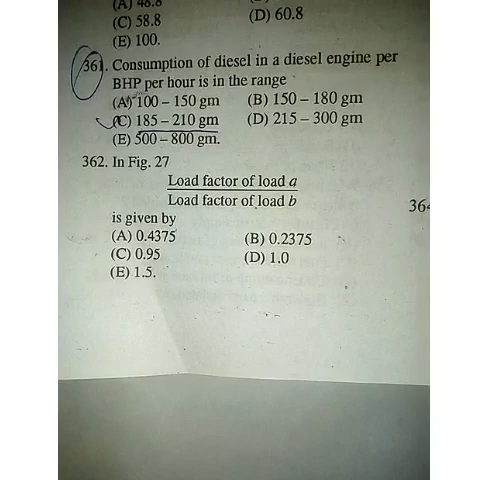 (A) 48.8
(C) 58.8 (D) 60.8
(E) 100.
361. Consumption of diesel in a diesel engine per
BHP per hour is in the range
(A) 100 – 150 gm (B) 150 – 180 gm
(C) 185 – 210 gm (D) 215 – 300 gm
(E) 500 – 800 gm.
362. In Fig. 27
Load factor of load a
Load factor of load b
is given by
(A) 0.4375 (B) 0.2375
(C) 0.95 (D) 1.0
(E) 1.5.
364